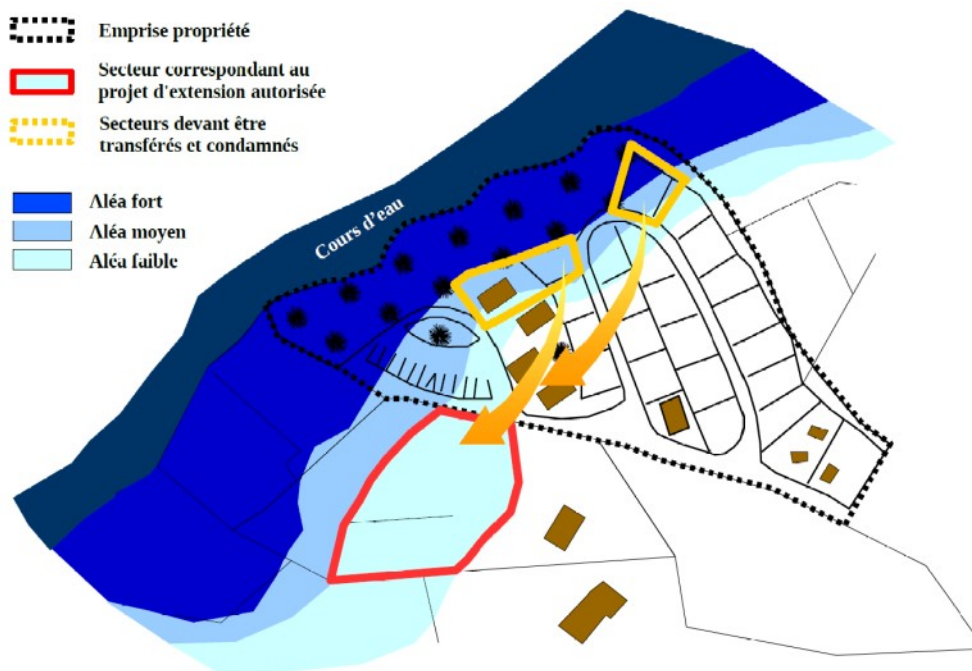 Emprise propriété
Secteur correspondant au
projet d'extension autorisée
Secteurs devant être
transférés et condamnés
Aléa fort
Aléa moyen
Aléa faible
Cours d'eau